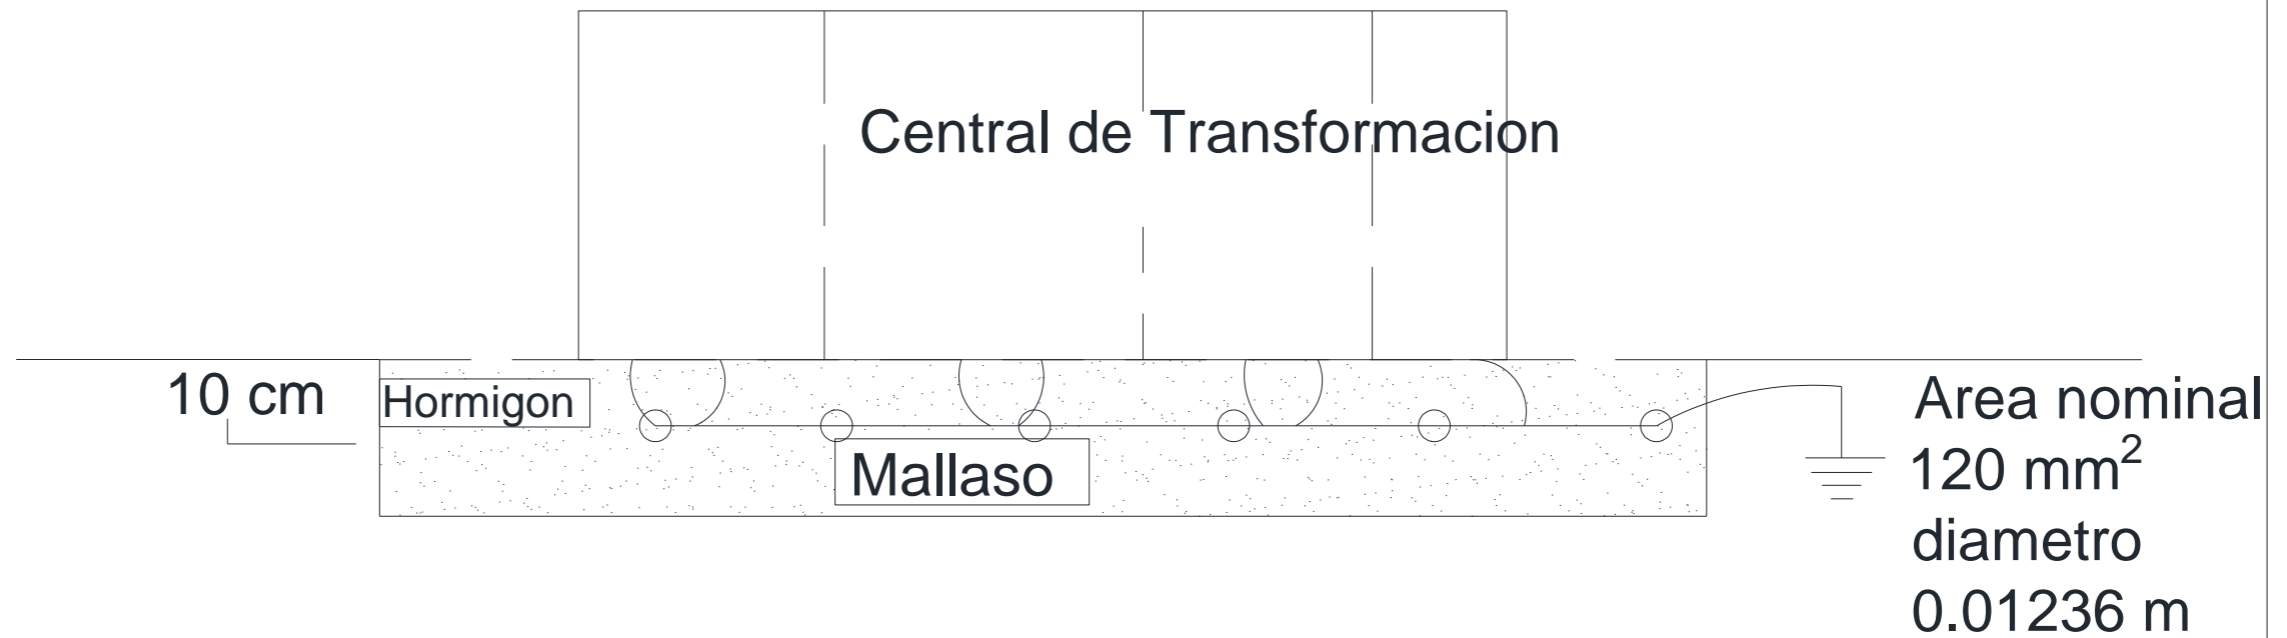 Central de Transformacion
10 cm
Hormigon
Mallaso
Area nominal
120 mm²
diametro
0.01236 m